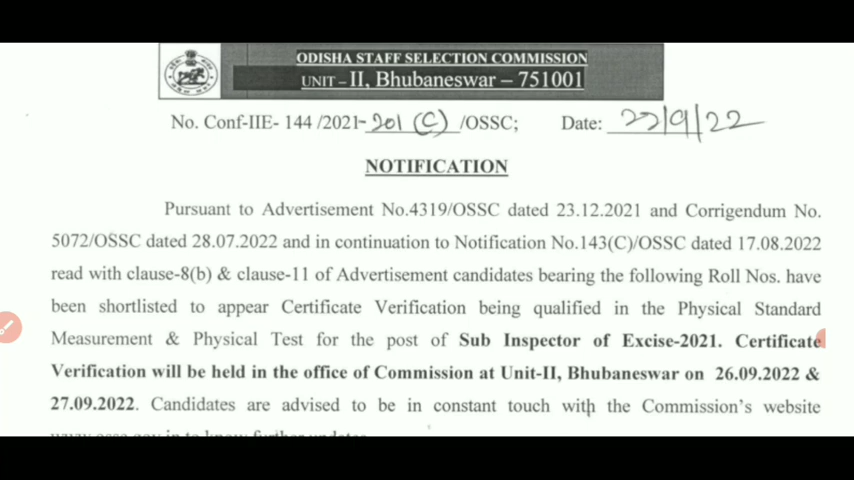 ODISHA STAFF SELECTION COMMISSION
UNIT – II, Bhubaneswar – 751001
No. Conf-IIE- 144 /2021- 201 (C) /OSSC; Date: 22/9/22
NOTIFICATION
Pursuant to Advertisement No.4319/OSSC dated 23.12.2021 and Corrigendum No.
5072/OSSC dated 28.07.2022 and in continuation to Notification No.143(C)/OSSC dated 17.08.2022
read with clause-8(b) & clause-11 of Advertisement candidates bearing the following Roll Nos. have
been shortlisted to appear Certificate Verification being qualified in the Physical Standard
Measurement & Physical Test for the post of Sub Inspector of Excise-2021. Certificate
Verification will be held in the office of Commission at Unit-II, Bhubaneswar on 26.09.2022 &
27.09.2022. Candidates are advised to be in constant touch with the Commission's website